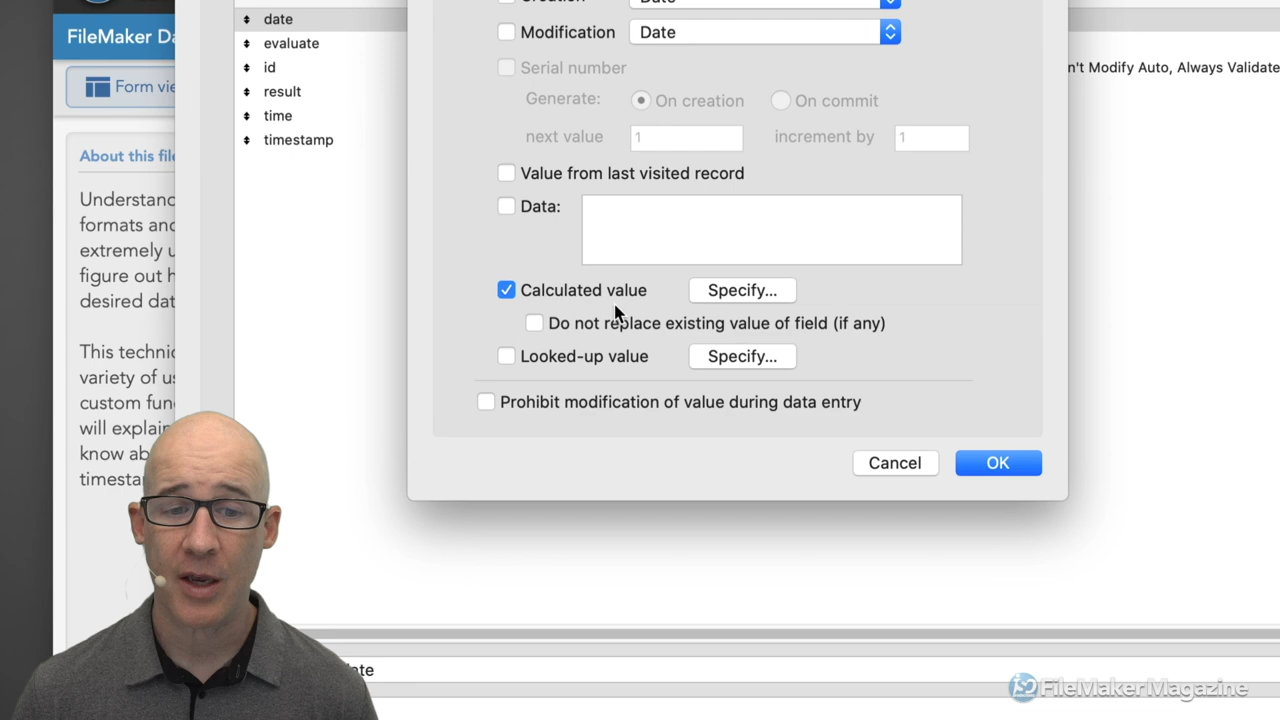 date
Modification Date
FileMaker Da
evaluate
id
Serial number
n't Modify Auto, Always Validate
Form vie
result
Generate: On creation On commit
time
next value 1 increment by 1
timestamp
About this file
Value from last visited record
Understand
Data:
formats and
extremely u
figure out h
desired dat
Calculated value Specify...
Do not replace existing value of field (if any)
This techni
Looked-up value Specify...
variety of us
custom fun
Prohibit modification of value during data entry
will explain
know ab
Cancel OK
timesta
ate
FileMakerMagazine